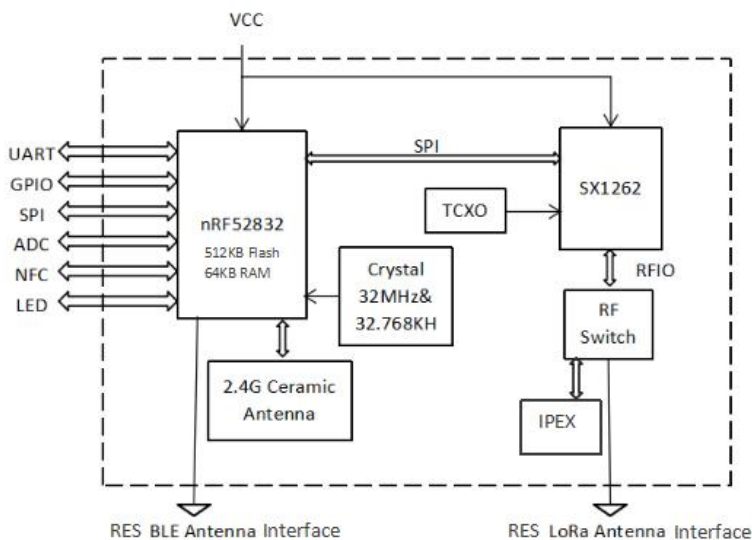 VCC
UART
GPIO
SPI
ADC
NFC
LED
nRF52832
512KB Flash
64KB RAM
SPI
SX1262
TCXO
Crystal
32MHz&
32.768KH
RFIO
RF
Switch
2.4G Ceramic
Antenna
IPEX
RES BLE Antenna Interface
RES LoRa Antenna Interface